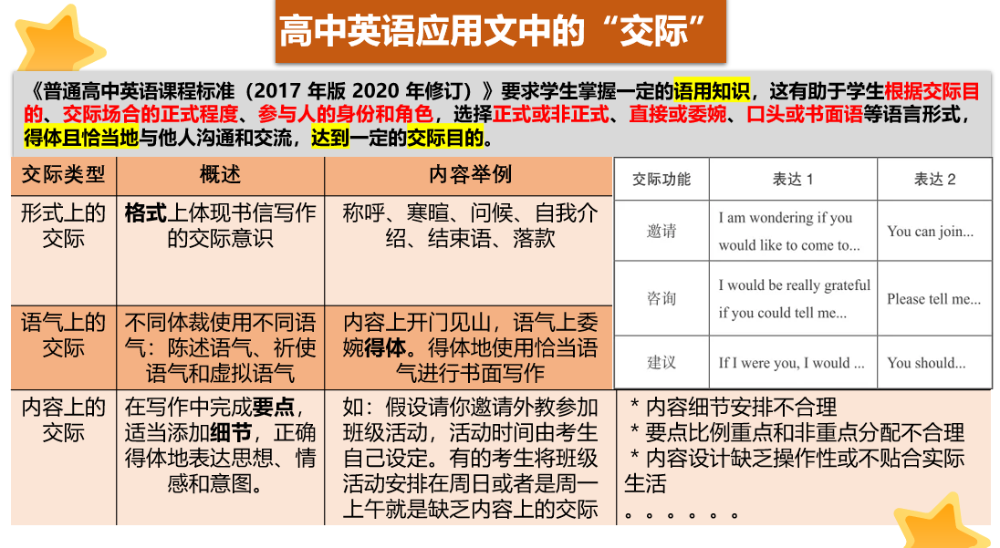 高中英语应用文中的“交际”
《普通高中英语课程标准（2017 年版 2020 年修订）》要求学生掌握一定的语用知识，这有助于学生根据交际目
的、交际场合的正式程度、参与人的身份和角色，选择正式或非正式、直接或委婉、口头或书面语等语言形式，
得体且恰当地与他人沟通和交流，达到一定的交际目的。
交际类型
概述
内容举例
形式上的
交际
格式上体现书信写作
的交际意识
称呼、寒暄、问候、自我介
绍、结束语、落款
语气上的
交际
不同体裁使用不同语
气：陈述语气、祈使
语气和虚拟语气
内容上开门见山，语气上委
婉得体。得体地使用恰当语
气进行书面写作
交际功能
表达 1
表达 2
邀请
I am wondering if you
would like to come to...
You can join...
咨询
I would be really grateful
if you could tell me...
Please tell me...
建议
If I were you, I would ...
You should...
内容上的
交际
在写作中完成要点，
适当添加细节，正确
得体地表达思想、情
感和意图。
如：假设请你邀请外教参加
班级活动，活动时间由考生
自己设定。有的考生将班级
活动安排在周日或者是周一
上午就是缺乏内容上的交际
* 内容细节安排不合理
* 要点比例重点和非重点分配不合理
* 内容设计缺乏操作性或不贴合实际
生活
。。。。。。